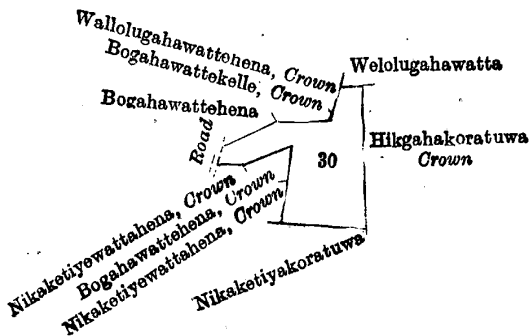 Wallolugahawattehena, Crown
Bogahawattekelle, Crown
Welolugahawatta
Bogahawattehena
Road
30
Hikgahakoratuwa
Crown
Nikaketiyewattahena, Crown
Bogahawattehena, Crown
Nikaketiyewattahena, Crown
Nikaketiyakoratuwa